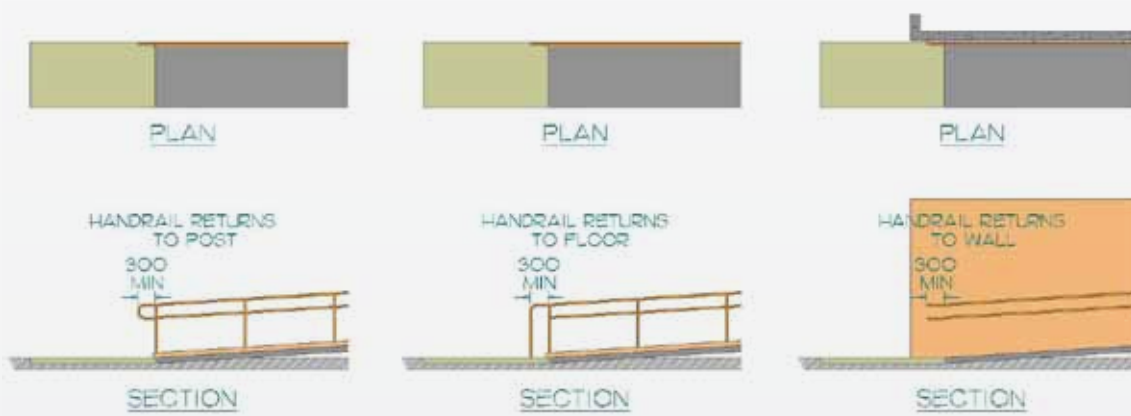 PLAN
PLAN
PLAN
HANDRAIL RETURNS
TO POST
300
MIN
HANDRAIL RETURNS
TO FLOOR
300
MIN
HANDRAIL RETURNS
TO WALL
300
MIN
SECTION
SECTION
SECTION